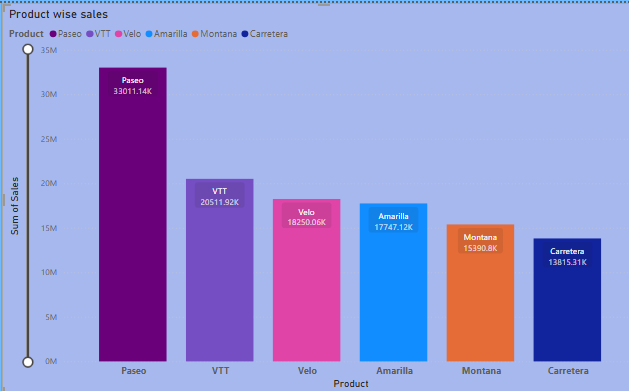 Product wise sales
Product Paseo VTT Velo Amarilla Montana Carretera
35M
30M
20M
15M
10M
5M
0M
Sum of Sales
Paseo
33011.14K
VTT
20511.92K
Velo
18250.06K
Amarilla
17747.12K
Montana
15390.8K
Carretera
13815.31K
Paseo VTT Velo Amarilla Montana Carretera
Product